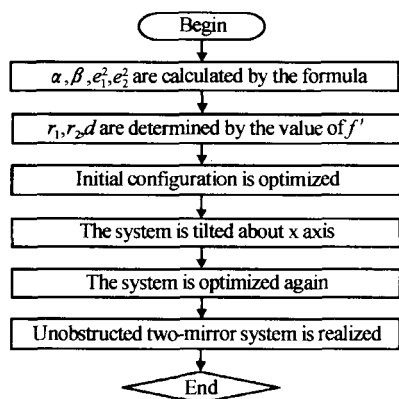 Begin
α,β,e₁²,e₂² are calculated by the formula
r₁,r₂,d are determined by the value of f'
Initial configuration is optimized
The system is tilted about x axis
The system is optimized again
Unobstructed two-mirror system is realized
End